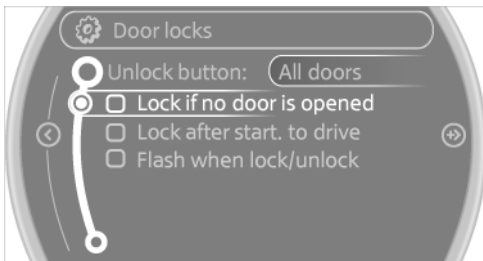 Door locks
Unlock button: All doors
Lock if no door is opened
Lock after start. to drive
Flash when lock/unlock